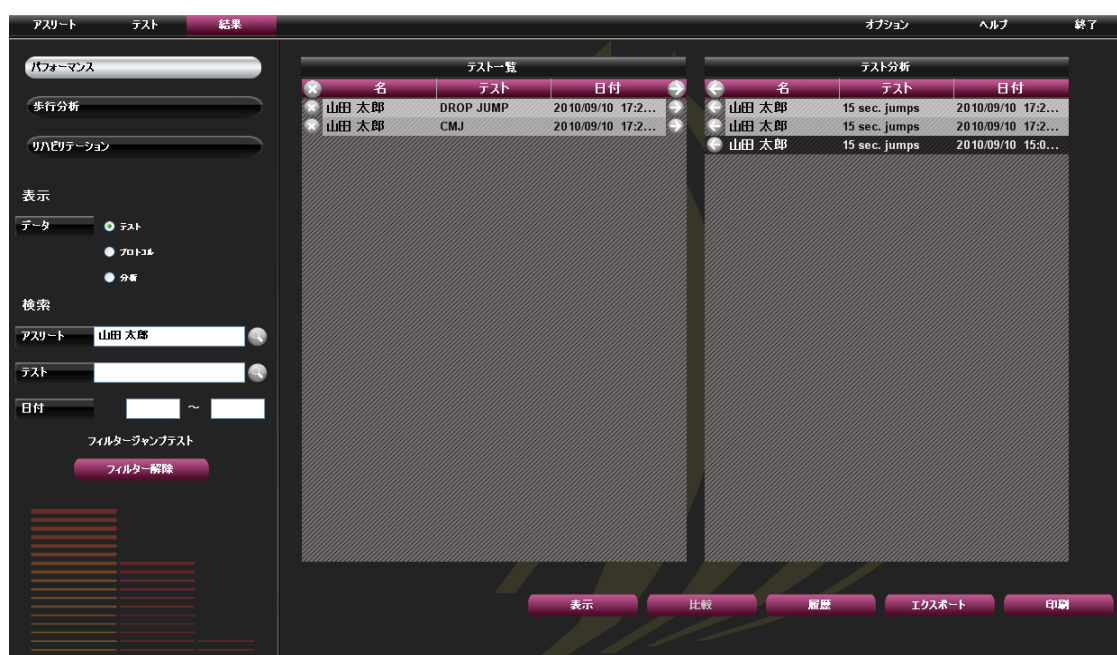 アスリート テスト 結果 オプション ヘルプ 終了
パフォーマンス
歩行分析
リハビリテーション
表示
データ テスト
プロトコル
分析
検索
アスリート 山田 太郎
テスト
日付 ～
フィルタージャンプテスト
フィルター解除
テスト一覧
名 テスト 日付
山田 太郎 DROP JUMP 2010/09/10 17:2...
山田 太郎 CMJ 2010/09/10 17:2...
テスト分析
名 テスト 日付
山田 太郎 15 sec. jumps 2010/09/10 17:2...
山田 太郎 15 sec. jumps 2010/09/10 17:2...
山田 太郎 15 sec. jumps 2010/09/10 15:0...
表示 比較 履歴 エクスポート 印刷